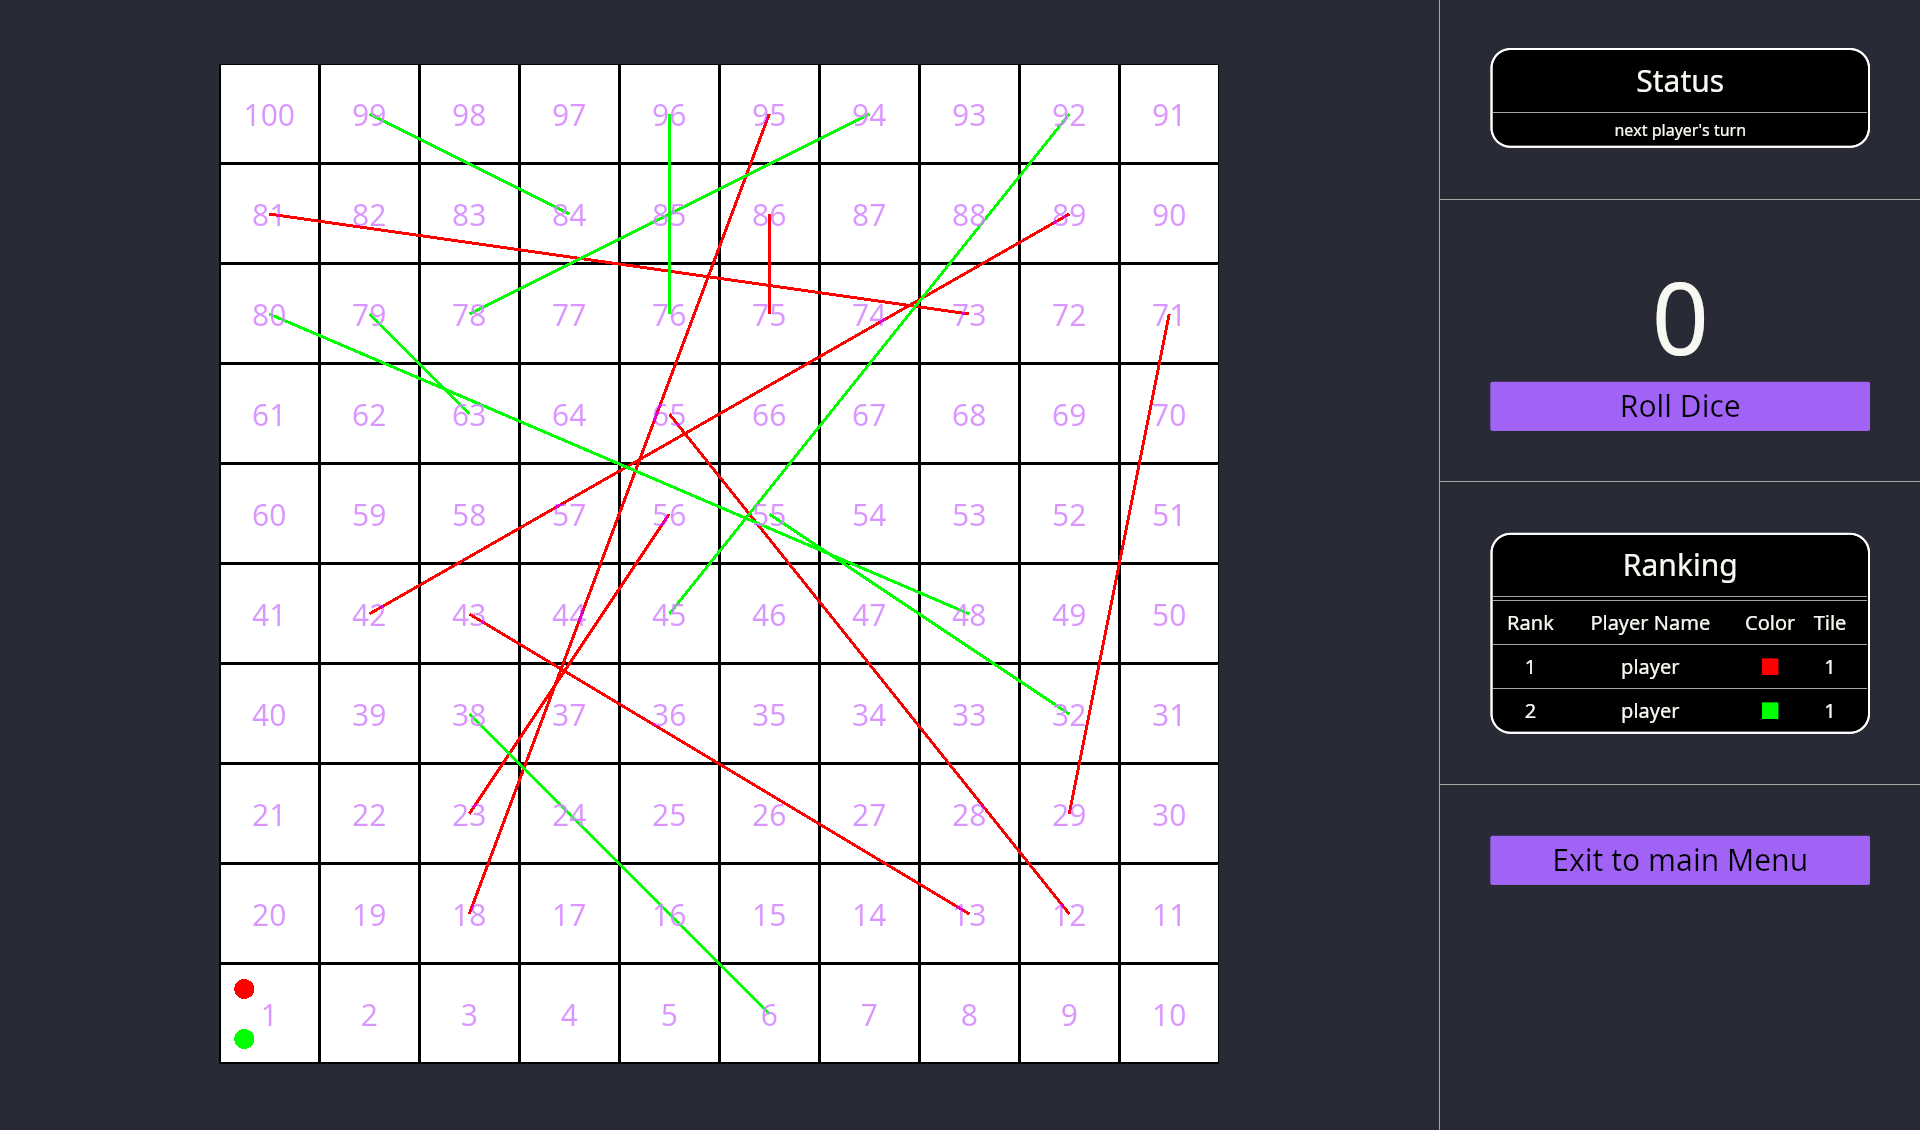 100 99 98 97 96 95 94 93 92 91
81 82 83 84 85 86 87 88 89 90
80 79 78 77 76 75 74 73 72 71
61 62 63 64 65 66 67 68 69 70
60 59 58 57 56 55 54 53 52 51
41 42 43 44 45 46 47 48 49 50
40 39 38 37 36 35 34 33 32 31
21 22 23 24 25 26 27 28 29 30
20 19 18 17 16 15 14 13 12 11
1 2 3 4 5 6 7 8 9 10
Status
next player's turn
0
Roll Dice
Ranking
Rank Player Name Color Tile
1 player 1
2 player 1
Exit to main Menu